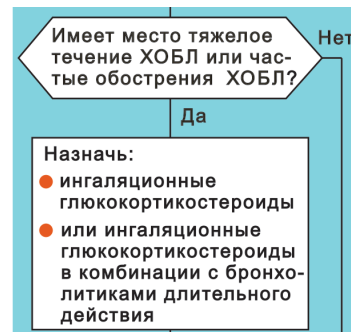 Имеет место тяжелое
течение ХОБЛ или час-
тые обострения ХОБЛ?
Нет
Да
Назначь:
ингаляционные
глюкокортикостероиды
или ингаляционные
глюкокортикостероиды
в комбинации с бронхо-
литиками длительного
действия